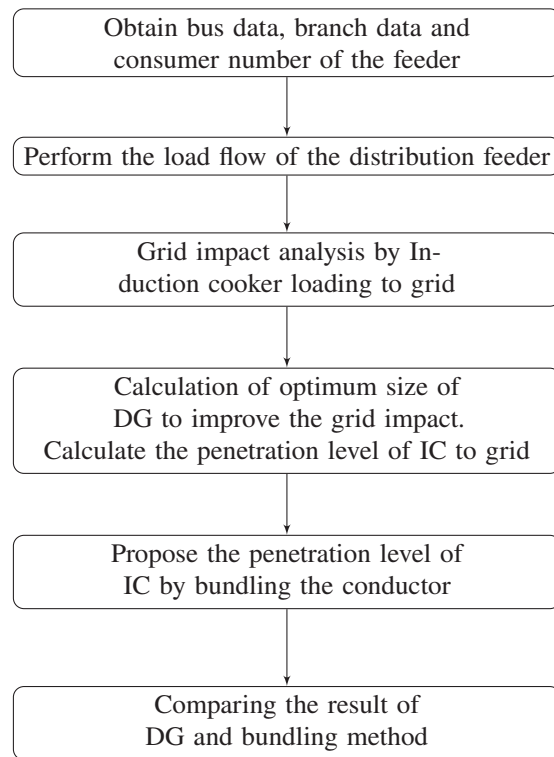 Obtain bus data, branch data and
consumer number of the feeder
Perform the load flow of the distribution feeder
Grid impact analysis by In-
duction cooker loading to grid
Calculation of optimum size of
DG to improve the grid impact.
Calculate the penetration level of IC to grid
Propose the penetration level of
IC by bundling the conductor
Comparing the result of
DG and bundling method